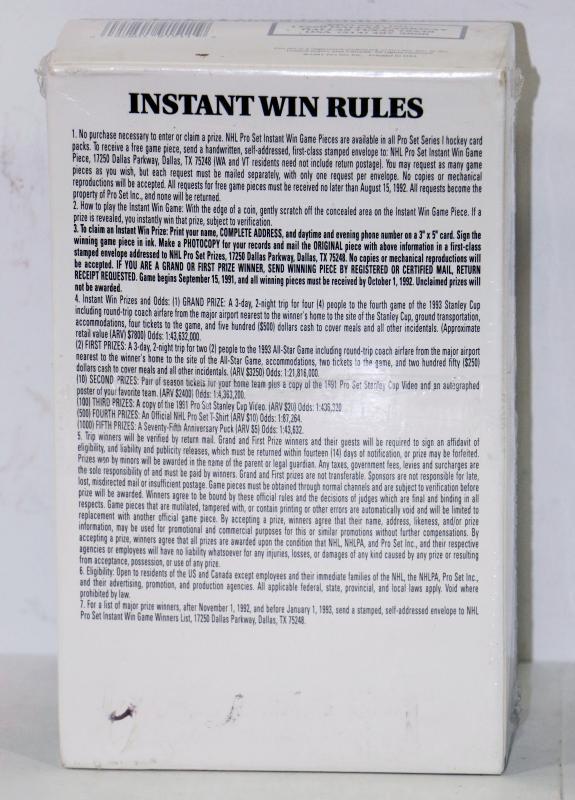 INSTANT WIN RULES
1. No purchase necessary to enter or claim a prize. NHL Pro Set Instant Win Game Pieces are available in all Pro Set Series I hockey card
packs. To receive a free game piece, send a handwritten, self-addressed, first-class stamped envelope to: NHL Pro Set Instant Win Game
Piece, 17250 Dallas Parkway, Dallas, TX 75248 (WA and VT residents need not include return postage). You may request as many game
pieces as you wish, but each request must be mailed separately, with only one request per envelope. No copies or mechanical
reproductions will be accepted. All requests for free game pieces must be received no later than August 15, 1992. All requests become the
property of Pro Set Inc., and none will be returned.
2. How to play the Instant Win Game: With the edge of a coin, gently scratch off the concealed area on the Instant Win Game Piece. If a
prize is revealed, you instantly win that prize, subject to verification.
3. To claim an Instant Win Prize: Print your name, COMPLETE ADDRESS, and daytime and evening phone number on a 3" x 5" card. Sign the
winning game piece in ink. Make a PHOTOCOPY for your records and mail the ORIGINAL piece with above information in a first-class
stamped envelope addressed to NHL Pro Set Prizes, 17250 Dallas Parkway, Dallas, TX 75248. No copies or mechanical reproductions will
be accepted. IF YOU ARE A GRAND OR FIRST PRIZE WINNER, SEND WINNING PIECE BY REGISTERED OR CERTIFIED MAIL, RETURN
RECEIPT REQUESTED. Game begins September 15, 1991, and all winning pieces must be received by October 1, 1992. Unclaimed prizes will
not be awarded.
4. Instant Win Prizes and Odds: (1) GRAND PRIZE: A 3-day, 2-night trip for four (4) people to the fourth game of the 1993 Stanley Cup
including round-trip coach airfare from the major airport nearest to the winner's home to the site of the Stanley Cup, ground transportation,
accommodations, four tickets to the game, and five hundred ($500) dollars cash to cover meals and all other incidentals. (Approximate
retail value (ARV) $7800) Odds: 1:43,632,000.
(2) FIRST PRIZES: A 3-day, 2-night trip for two (2) people to the 1993 All-Star Game including round-trip coach airfare from the major airport
nearest to the winner's home to the site of the All-Star Game, accommodations, two tickets to the game, and two hundred fifty ($250)
dollars cash to cover meals and all other incidentals. (ARV $3250) Odds: 1:21,816,000.
(10) SECOND PRIZES: Pair of season tickets for your home team plus a copy of the 1991 Pro Set Stanley Cup Video and an autographed
poster of your favorite team. (ARV $2400) Odds: 1:4,363,200.
(100) THIRD PRIZES: A copy of the 1991 Pro Set Stanley Cup Video. (ARV $20) Odds: 1:436,320
(500) FOURTH PRIZES: An Official NHL Pro Set T-Shirt (ARV $10) Odds: 1:87,264.
(1000) FIFTH PRIZES: A Seventy-Fifth Anniversary Puck (ARV $5) Odds: 1:43,632.
5. Trip winners will be verified by return mail. Grand and First Prize winners and their guests will be required to sign an affidavit of
eligibility, and liability and publicity releases, which must be returned within fourteen (14) days of notification, or prize may be forfeited.
Prizes won by minors will be awarded in the name of the parent or legal guardian. Any taxes, government fees, levies and surcharges are
the sole responsibility of and must be paid by winners. Grand and First prizes are not transferable. Sponsors are not responsible for late,
lost, misdirected mail or insufficient postage. Game pieces must be obtained through normal channels and are subject to verification before
prize will be awarded. Winners agree to be bound by these official rules and the decisions of judges which are final and binding in all
respects. Game pieces that are mutilated, tampered with, or contain printing or other errors are automatically void and will be limited to
replacement with another official game piece. By accepting a prize, winners agree that their name, address, likeness, and/or prize
information, may be used for promotional and commercial purposes for this or similar promotions without further compensations. By
accepting a prize, winners agree that all prizes are awarded upon the condition that NHL, NHLPA, and Pro Set Inc., and their respective
agencies or employees will have no liability whatsoever for any injuries, losses, or damages of any kind caused by any prize or resulting
from acceptance, possession, or use of any prize.
6. Eligibility: Open to residents of the US and Canada except employees and their immediate families of the NHL, the NHLPA, Pro Set Inc.,
and their advertising, promotion, and production agencies. All applicable federal, state, provincial, and local laws apply. Void where
prohibited by law.
7. For a list of major prize winners, after November 1, 1992, and before January 1, 1993, send a stamped, self-addressed envelope to NHL
Pro Set Instant Win Game Winners List, 17250 Dallas Parkway, Dallas, TX 75248.